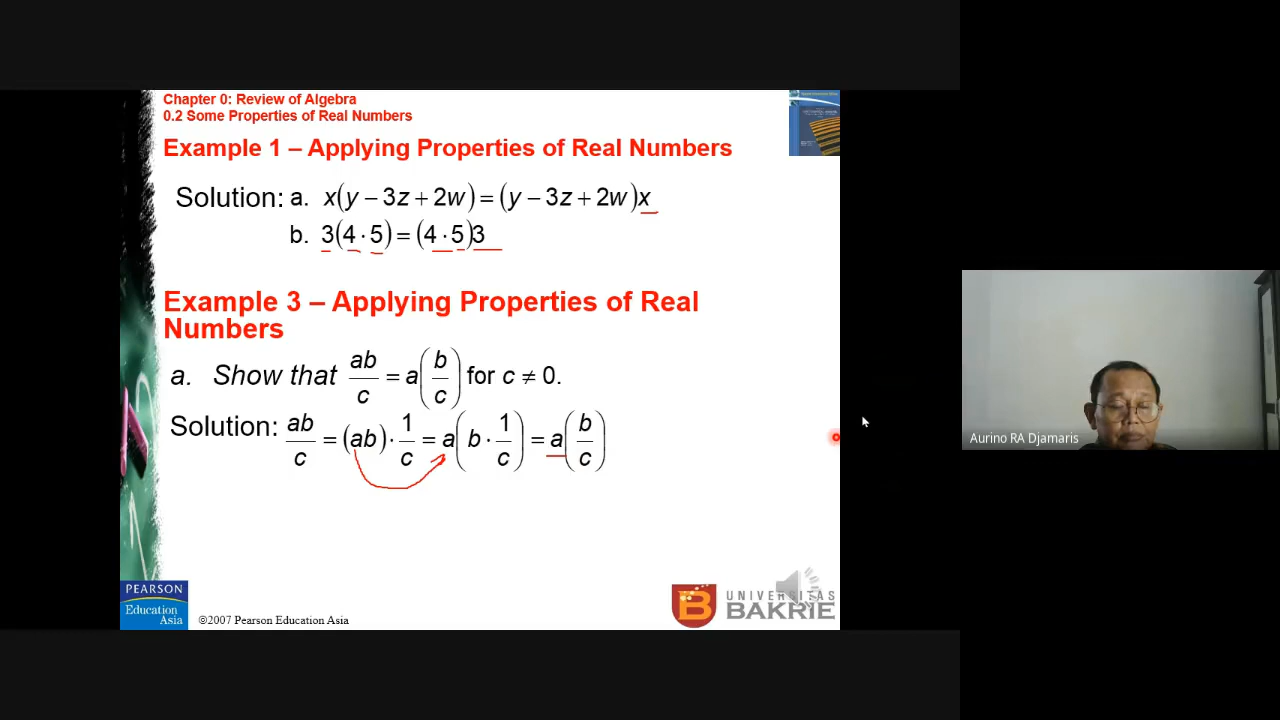 Chapter 0: Review of Algebra
0.2 Some Properties of Real Numbers
Example 1 – Applying Properties of Real Numbers
Solution: a. x(y − 3z + 2w) = (y − 3z + 2w)x
b. 3(4 · 5) = (4 · 5)3
Example 3 – Applying Properties of Real
Numbers
a. Show that ab/c = a(b/c) for c ≠ 0.
Solution: ab/c = (ab) · 1/c = a(b · 1/c) = a(b/c)
PEARSON
Education
Asia
©2007 Pearson Education Asia
B UNIVERSITAS
BAKRIE
Aurino RA Djamaris